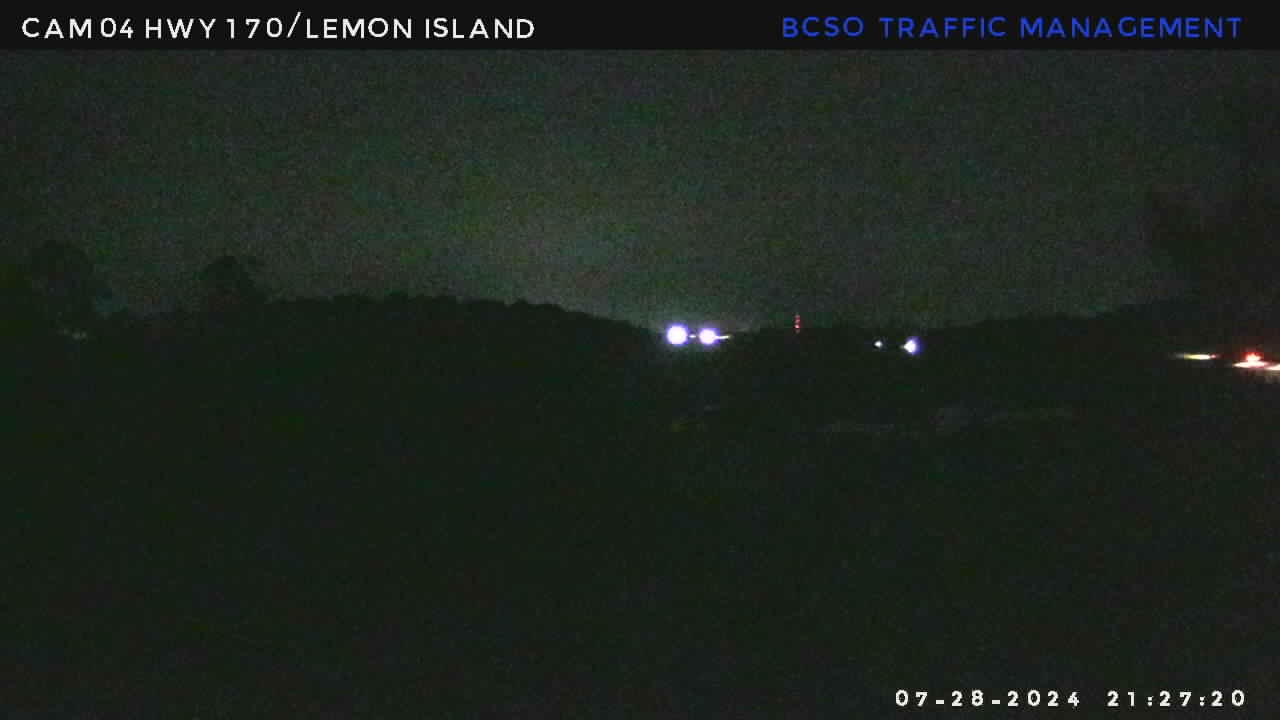 CAM 04 HWY 170/LEMON ISLAND
BCSO TRAFFIC MANAGEMENT
07-28-2024 21:27:20